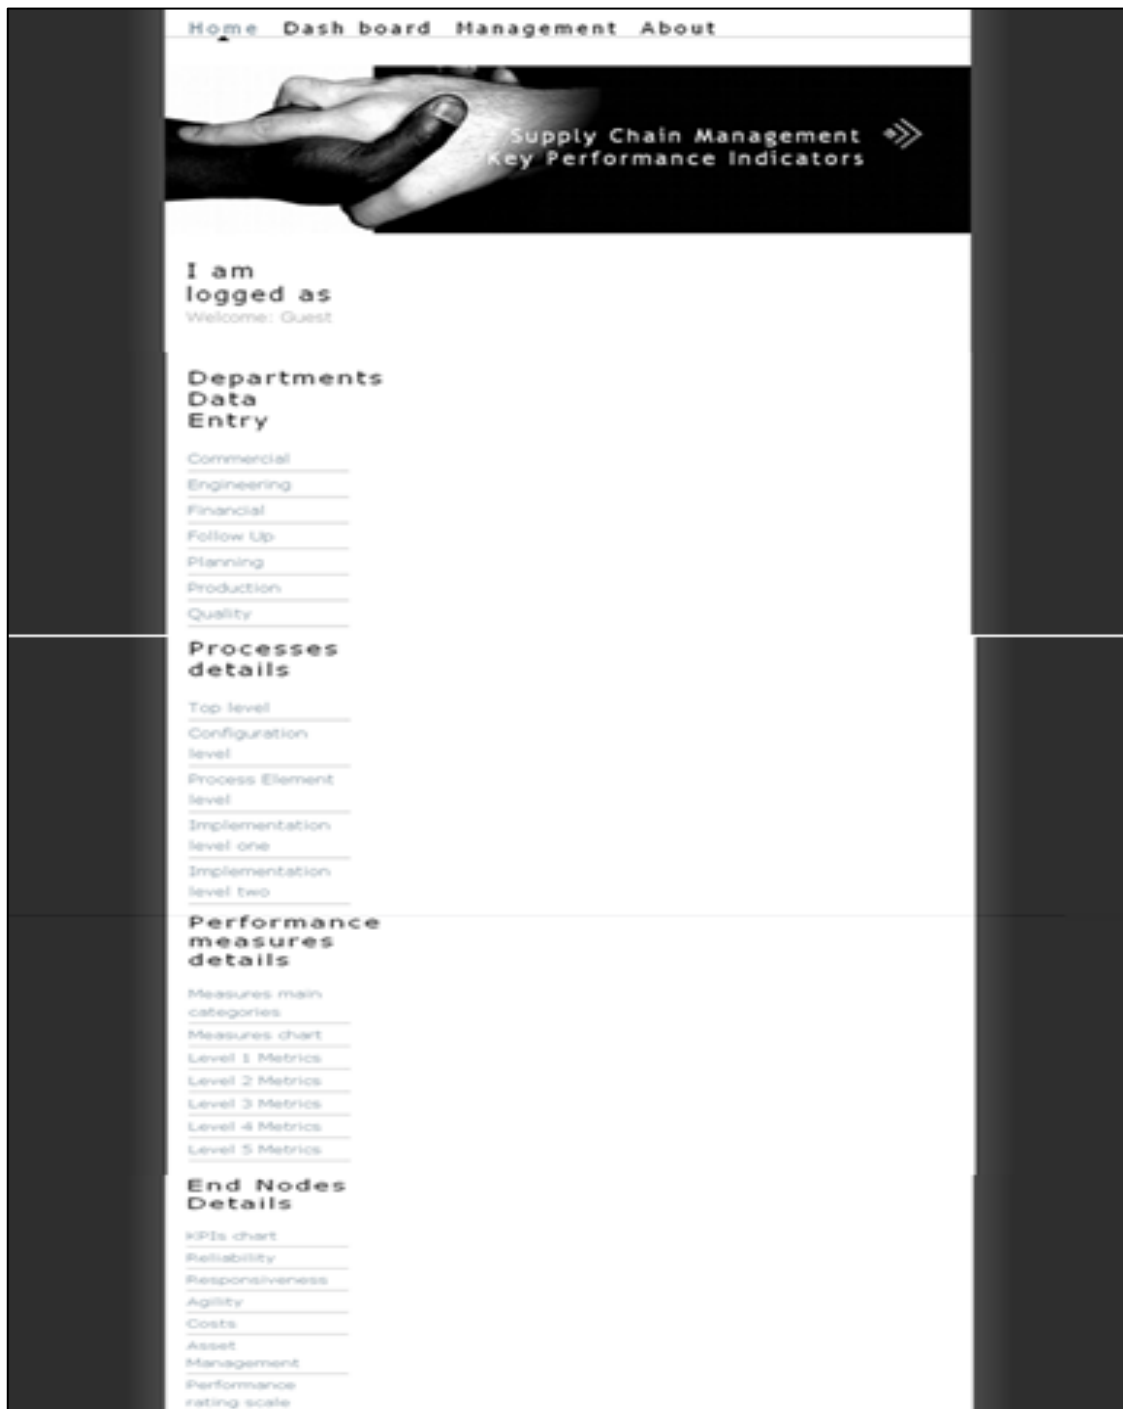 Home Dash board Management About
Supply Chain Management
Key Performance Indicators
I am
logged as
Welcome: Guest
Departments
Data
Entry
Commercial
Engineering
Financial
Follow Up
Planning
Production
Quality
Processes
details
Top level
Configuration
level
Process Element
level
Implementation
level one
Implementation
level two
Performance
measures
details
Measures main
categories
Measures chart
Level 1 Metrics
Level 2 Metrics
Level 3 Metrics
Level 4 Metrics
Level 5 Metrics
End Nodes
Details
KPIs chart
Reliability
Responsiveness
Agility
Costs
Asset
Management
Performance
rating scale